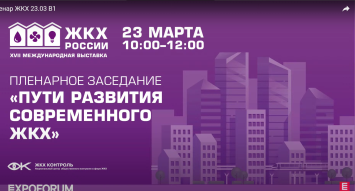 енар ЖКХ 23.03 В1
ЖКХ
РОССИИ
XVII МЕЖДУНАРОДНАЯ ВЫСТАВКА
23 МАРТА
10:00–12:00
ПЛЕНАРНОЕ ЗАСЕДАНИЕ
«ПУТИ РАЗВИТИЯ
СОВРЕМЕННОГО
ЖКХ»
ЖКХ КОНТРОЛЬ
EXPOFORUM